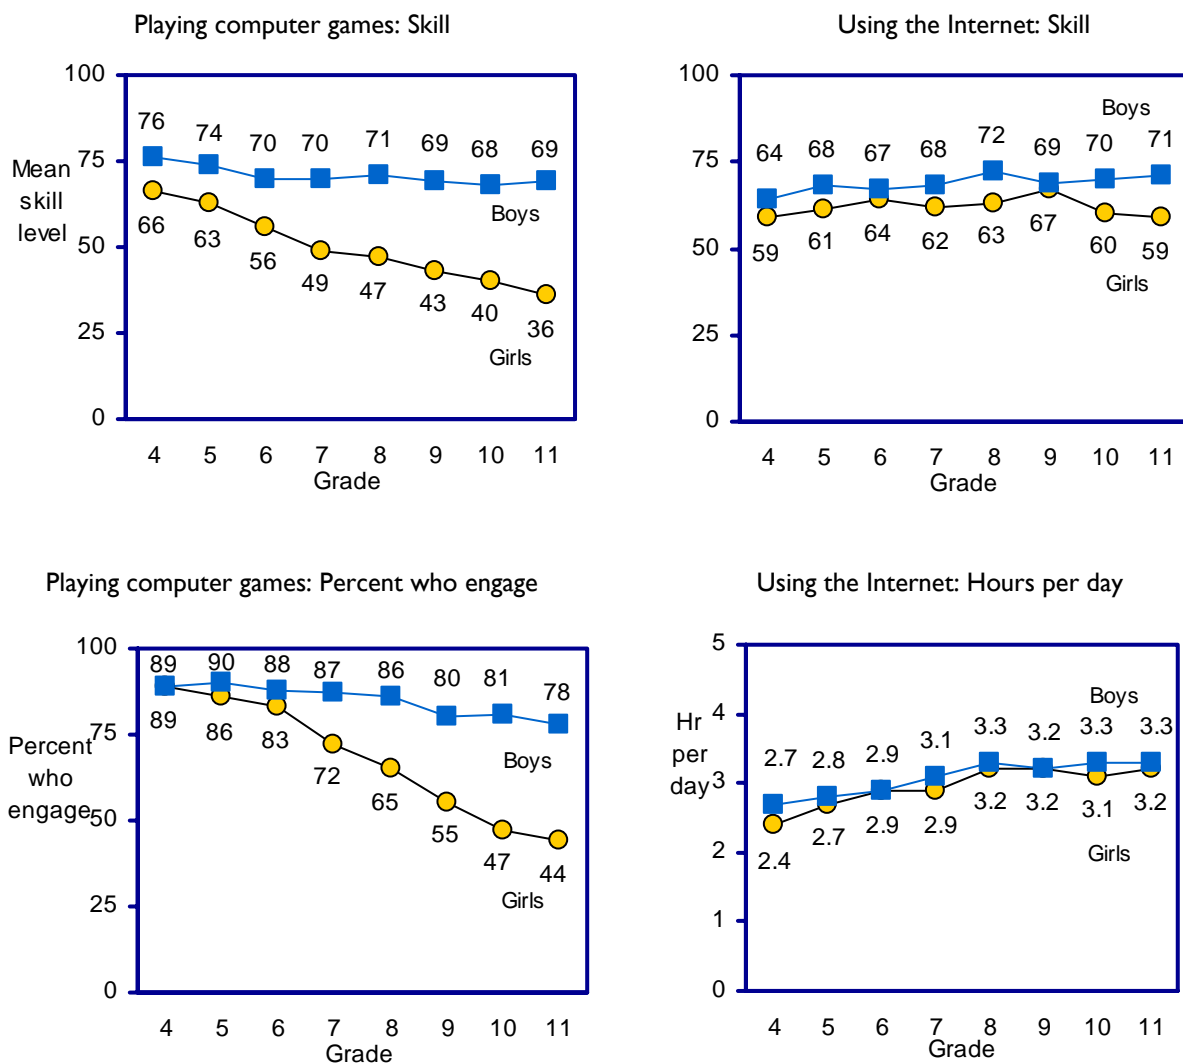 Playing computer games: Skill
100
75
50
25
0
Mean
skill
level
76 74 70 70 71 69 68 69
Boys
66 63 56 49 47 43 40 36
Girls
4 5 6 7 8 9 10 11
Grade
Using the Internet: Skill
100
75
50
25
0
Boys
64 68 67 68 72 69 70 71
59 61 64 62 63 67 60 59
Girls
4 5 6 7 8 9 10 11
Grade
Playing computer games: Percent who engage
100
75
50
25
0
Percent
who
engage
89 90 88 87 86 80 81 78
Boys
89 86 83 72 65 55 47 44
Girls
4 5 6 7 8 9 10 11
Grade
Using the Internet: Hours per day
5
4
3
2
1
0
Hr
per
day
Boys
2.7 2.8 2.9 3.1 3.3 3.2 3.3 3.3
2.4 2.7 2.9 2.9 3.2 3.2 3.1 3.2
Girls
4 5 6 7 8 9 10 11
Grade